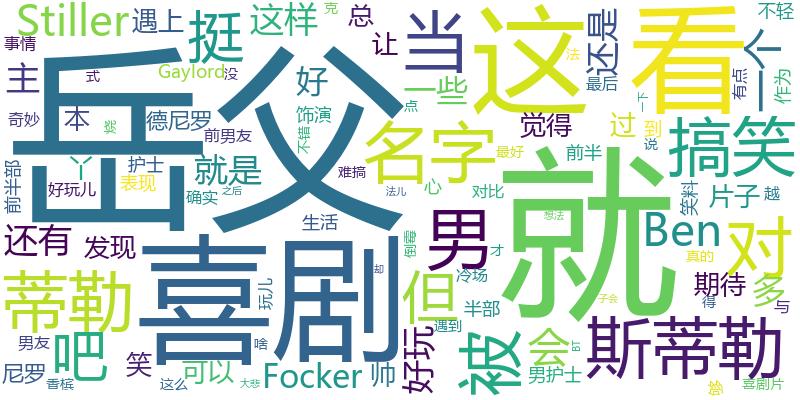 Stiller
遇上
挺
这样
总
克
让
当
这
还是
看
一个
不轻
事情
主
式
Gaylord
没
好
法
一些
有点
最后
作为
岳父
奇妙
本
德尼罗
饰演
点
一下
前男友
不错
名字
觉得
过
到
说
搞笑
前半部
丫
护士
就是
难搞
最好
前半
好玩儿
表现
确实
之后
法儿
心
对比
笑料
片子
越
还有
发现
生活
男
就
想法
Ben
对
喜剧
倒霉
才
真的
蒂勒
玩儿
却
但
冷场
期待
多
半部
得
与
男友
吧
笑
啥
好玩
遇到
被
会
子会
斯蒂勒
尼罗
香槟
这么
可以
大悲
Focker
帅
男护士
BT
喜剧片